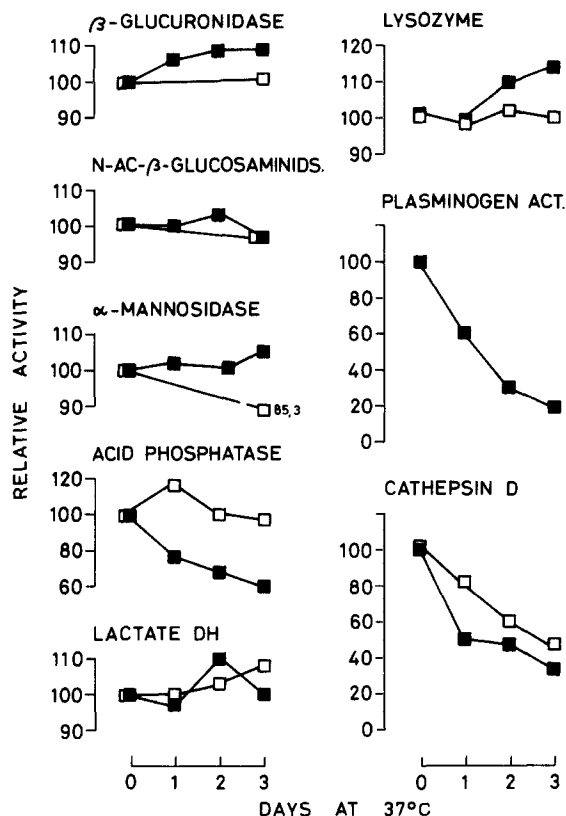 β-GLUCURONIDASE
110
100
90
N-AC-β-GLUCOSAMINIDS.
110
100
90
α-MANNOSIDASE
110
100
90
85,3
ACID PHOSPHATASE
120
100
80
60
LACTATE DH
110
100
90
0 1 2 3
RELATIVE ACTIVITY
LYSOZYME
120
110
100
90
PLASMINOGEN ACT.
100
80
60
40
20
0
CATHEPSIN D
100
80
60
40
20
0
0 1 2 3
DAYS AT 37°C